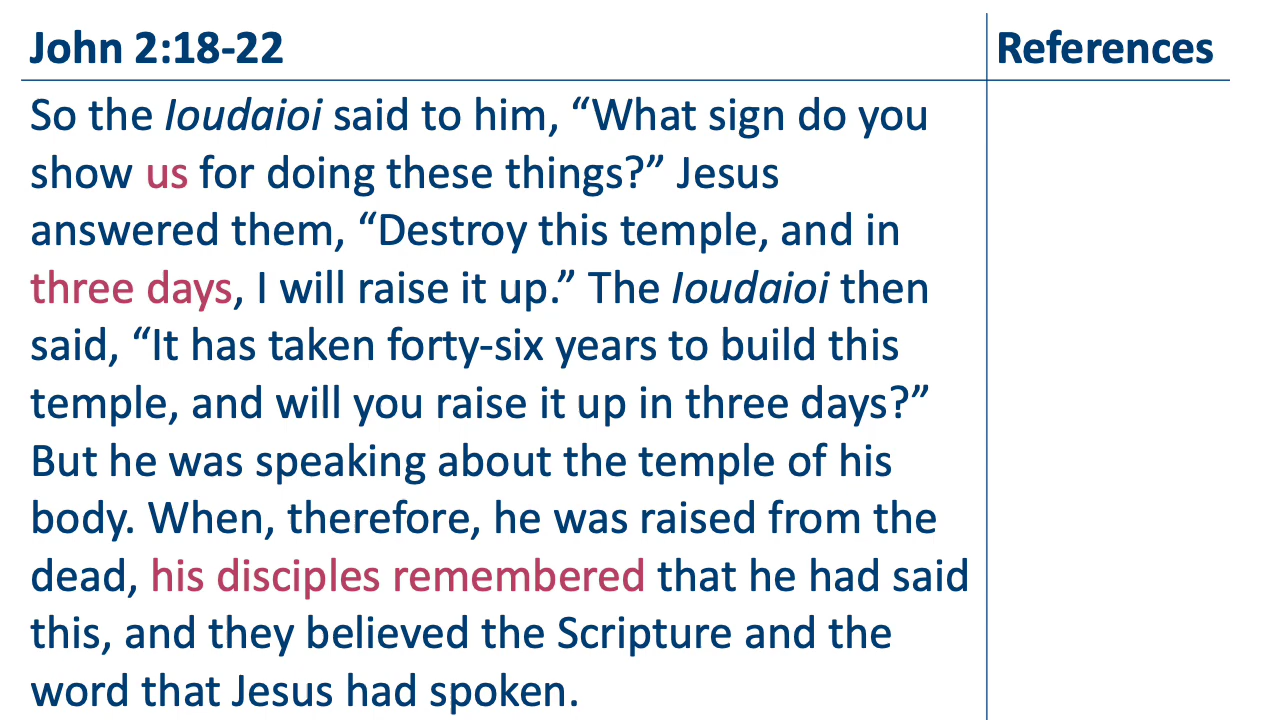 John 2:18-22
References
So the Ioudaioi said to him, “What sign do you
show us for doing these things?” Jesus
answered them, “Destroy this temple, and in
three days, I will raise it up.” The Ioudaioi then
said, “It has taken forty-six years to build this
temple, and will you raise it up in three days?”
But he was speaking about the temple of his
body. When, therefore, he was raised from the
dead, his disciples remembered that he had said
this, and they believed the Scripture and the
word that Jesus had spoken.